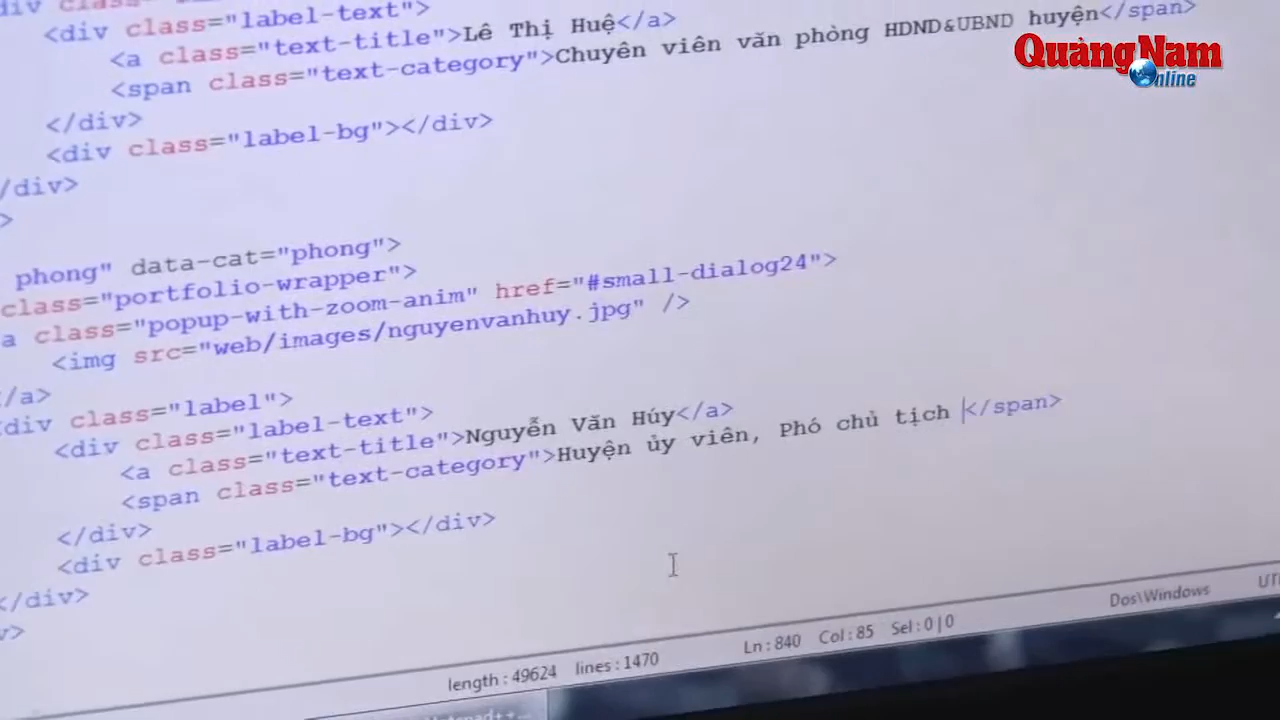 div class="label-text">
<div class="label-text">
<a class="text-title">Lê Thị Huệ</a>
<span class="text-category">Chuyên viên văn phòng HDND&UBND huyện</span>
</div>
<div class="label-bg"></div>
/div>
>
phong" data-cat="phong">
class="portfolio-wrapper">
a class="popup-with-zoom-anim" href="#small-dialog24">
<img src="web/images/nguyenvanhuy.jpg" />
</a>
<div class="label">
<div class="label-text">
<a class="text-title">Nguyễn Văn Húy</a>
<span class="text-category">Huyện ủy viên, Phó chủ tịch </span>
</div>
<div class="label-bg"></div>
</div>
v>
length : 49624 lines : 1470 Ln : 840 Col : 85 Sel : 0 | 0 Dos\Windows
QuảngNam
Online